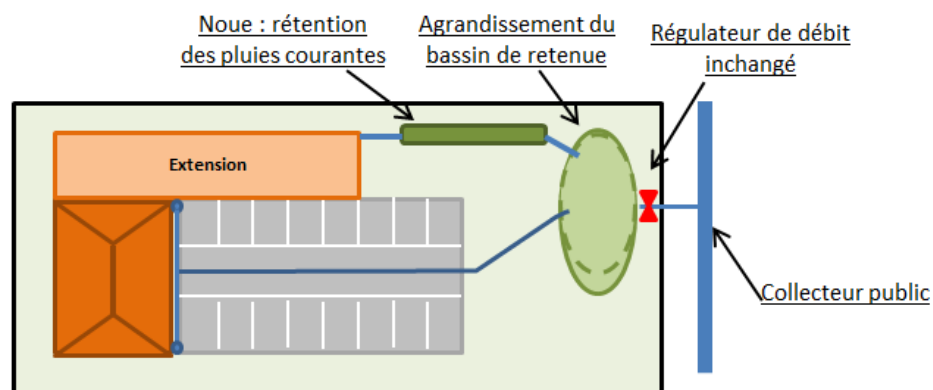 Noue : rétention
des pluies courantes
Agrandissement du
bassin de retenue
Régulateur de débit
inchangé
Extension
Collecteur public